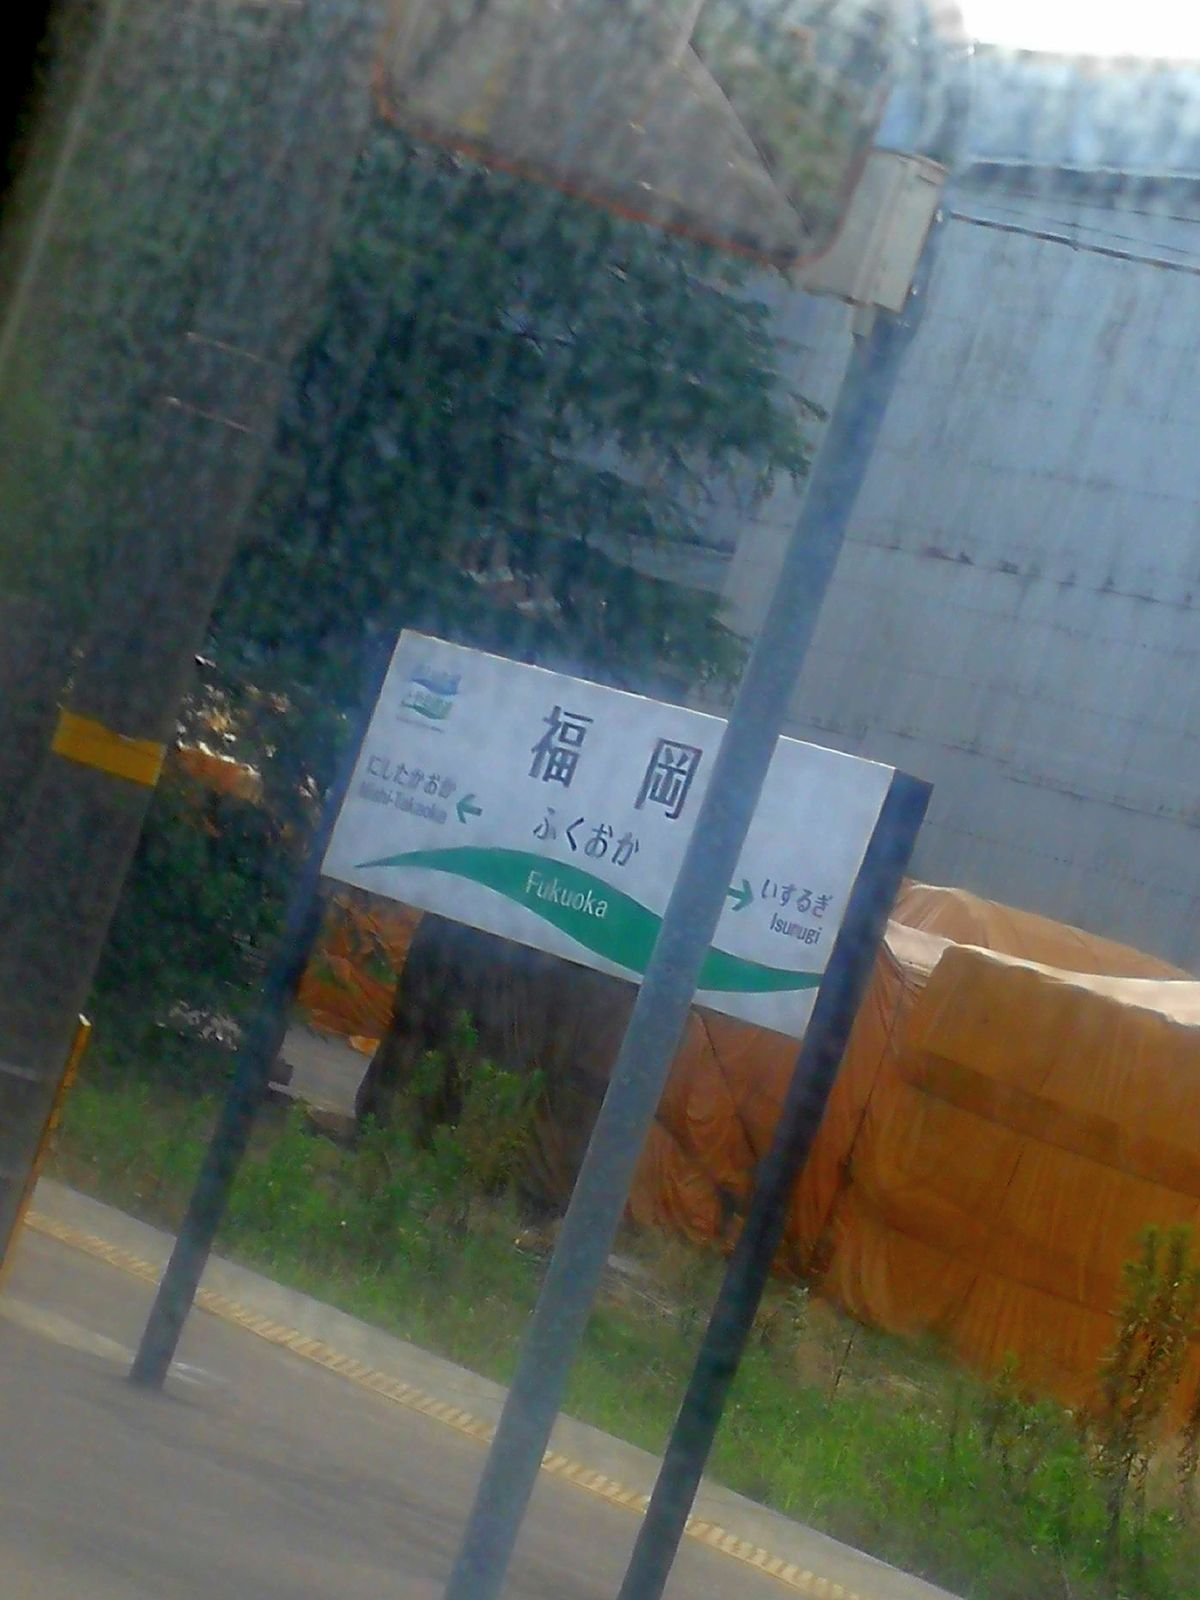 福岡
ふくおか
Fukuoka
にしたかおか
Nishi-Takaoka
←
→
いするぎ
Isurugi